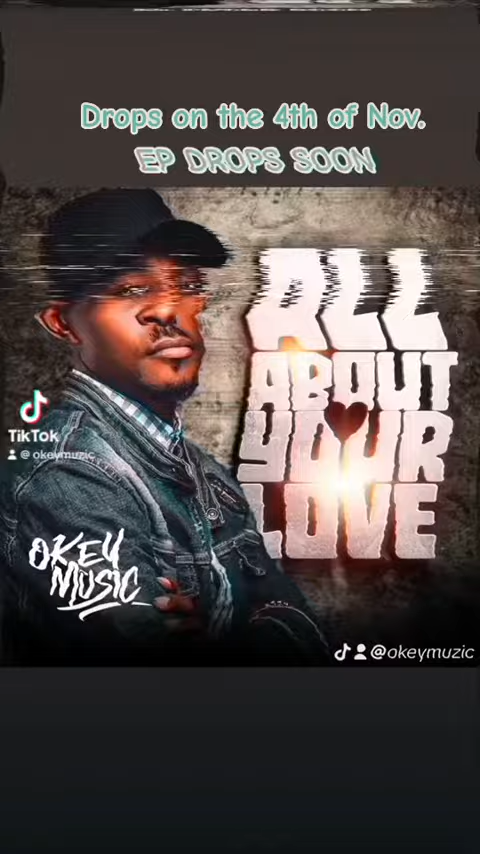 Drops on the 4th of Nov.
EP DROPS SOON
ALL
ABOUT
YOUR
LOVE
TikTok
@ okeymuzic
OKEY
MUSIC
@okeymuzic